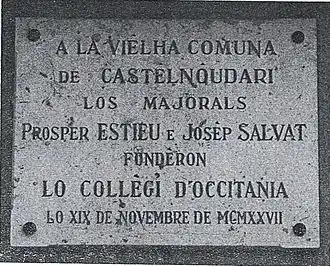 A LA VIELHA COMUNA
DE CASTELNOUDARI
LOS MAJORALS
PROSPER ESTIEU E JOSÈP SALVAT
FUNDÈRON
LO COLLÈGI D'OCCITANIA
LO XIX DE NOVEMBRE DE MCMXXVII